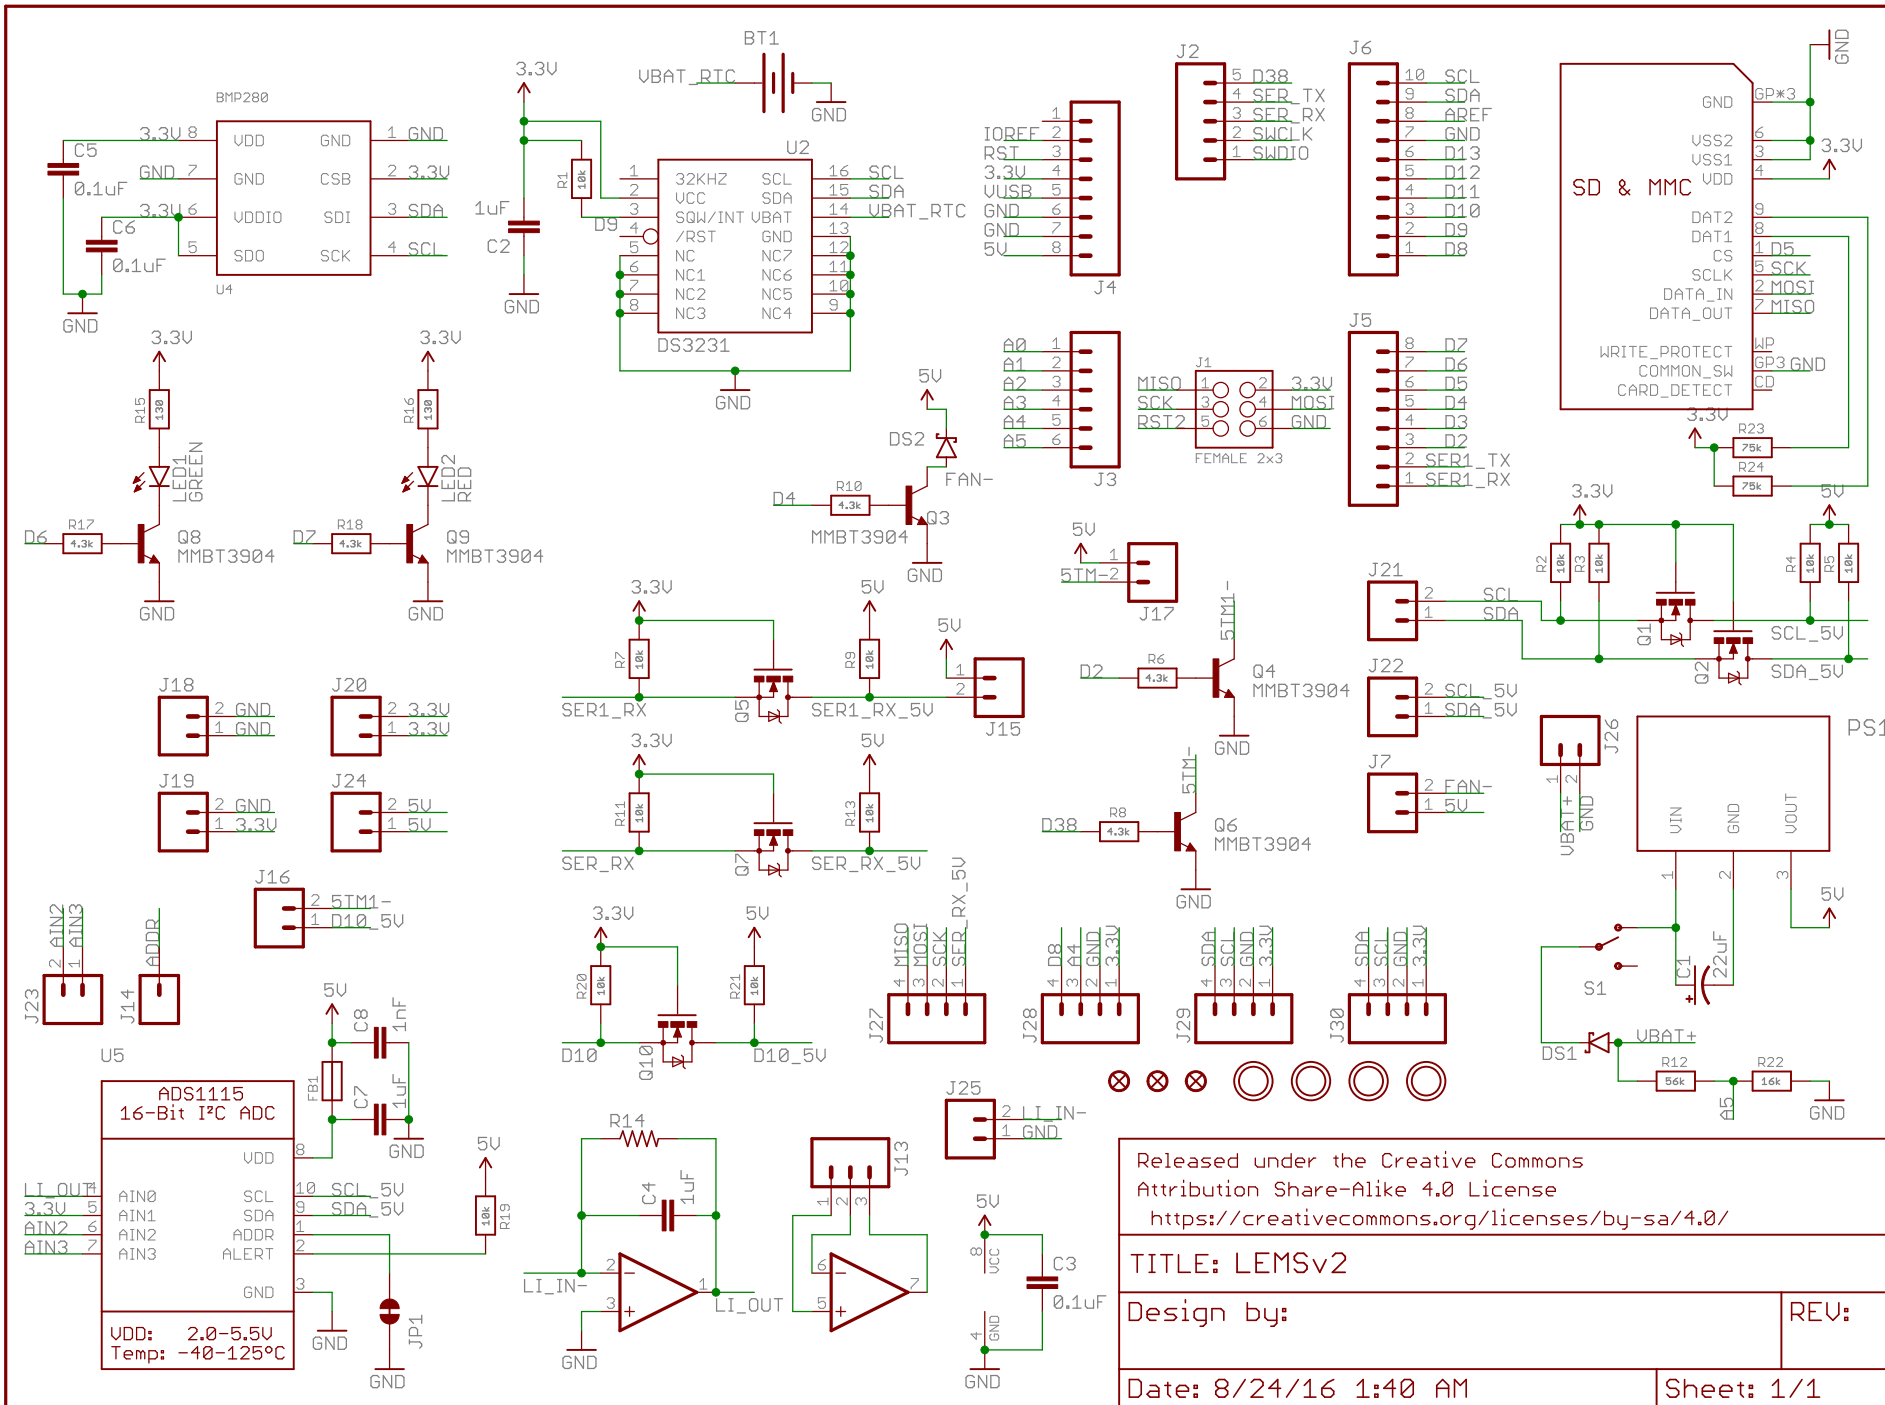 BMP280
3.3V 8 VDD GND 1 GND
GND 7 GND CSB 2 3.3V
3.3V 6 VDDIO SDI 3 SDA
5 SDO SCK 4 SCL
U4
C5
0.1uF
C6
0.1uF
GND
3.3V
1uF
C2
GND
R1
10k
D9
VBAT_RTC
BT1
GND
U2
1 32KHZ SCL 16 SCL
2 VCC SDA 15 SDA
3 SQW/INT VBAT 14 VBAT_RTC
4 /RST GND 13
5 NC NC7 12
6 NC1 NC6 11
7 NC2 NC5 10
8 NC3 NC4 9
DS3231
GND
1
IOREF 2
RST 3
3.3V 4
VUSB 5
GND 6
GND 7
5V 8
J4
J2
5 D38
4 SER_TX
3 SER_RX
2 SWCLK
1 SWDIO
J6
10 SCL
9 SDA
8 AREF
7 GND
6 D13
5 D12
4 D11
3 D10
2 D9
1 D8
SD & MMC
GND GP*3
VSS2 6
VSS1 3
VDD 4
DAT2 9
DAT1 8
CS 1 D5
SCLK 5 SCK
DATA_IN 2 MOSI
DATA_OUT 7 MISO
WRITE_PROTECT WP
COMMON_SW GP3 GND
CARD_DETECT CD
GND
3.3V
3.3V
R23
75k
R24
75k
3.3V
R15
130
LED1
GREEN
D6
R17
4.3k
Q8
MMBT3904
GND
3.3V
R16
130
LED2
RED
D7
R18
4.3k
Q9
MMBT3904
GND
5V
DS2
FAN-
D4
R10
4.3k
Q3
MMBT3904
GND
A0 1
A1 2
A2 3
A3 4
A4 5
A5 6
J3
J1
MISO 1 2 3.3V
SCK 3 4 MOSI
RST2 5 6 GND
FEMALE 2x3
J5
8 D7
7 D6
6 D5
5 D4
4 D3
3 D2
2 SER1_TX
1 SER1_RX
5V
1
5TM- 2
J17
3.3V
R2
10k
R3
10k
5V
R4
10k
R5
10k
Q1
Q2
SCL_5V
SDA_5V
J21
2 SCL
1 SDA
J22
2 SCL_5V
1 SDA_5V
J7
2 FAN-
1 5V
3.3V
R7
10k
5V
R9
10k
SER1_RX
Q5
SER1_RX_5V
5V
1
2
J15
3.3V
R11
10k
5V
R13
10k
SER_RX
Q7
SER_RX_5V
5TM1-
D2
R6
4.3k
Q4
MMBT3904
GND
5TM-
D38
R8
4.3k
Q6
MMBT3904
GND
J18
2 GND
1 GND
J20
2 3.3V
1 3.3V
J19
2 GND
1 3.3V
J24
2 5V
1 5V
J16
2 5TM1-
1 D10_5V
J26
1 VBAT+
2 GND
PS1
VIN
GND
VOUT
1
2
3
5V
S1
C1
22uF
DS1
VBAT+
R12
56k
R22
16k
A5
GND
J23
2 AIN2
1 AIN3
J14
ADDR
3.3V
R20
10k
5V
R21
10k
D10
Q10
D10_5V
J27
4 MISO
3 MOSI
2 SCK
1 SER_RX_5V
J28
4 D8
3 A4
2 GND
1 3.3V
J29
4 SDA
3 SCL
2 GND
1 3.3V
J30
4 SDA
3 SCL
2 GND
1 3.3V
5V
C8
1nF
FB1
C7
1uF
GND
U5
ADS1115
16-Bit I²C ADC
VDD 8
LI_OUT 4 AIN0 SCL 10 SCL_5V
3.3V 5 AIN1 SDA 9 SDA_5V
AIN2 6 AIN2 ADDR 1
AIN3 7 AIN3 ALERT 2
GND 3
VDD: 2.0-5.5V
Temp: -40-125°C
GND
JP1
GND
5V
R19
10k
R14
C4
1uF
LI_IN-
2
3
1
LI_OUT
GND
J13
1
2
3
6
5
7
J25
2 LI_IN-
1 GND
5V
8
VCC
C3
0.1uF
4
GND
GND
Released under the Creative Commons
Attribution Share-Alike 4.0 License
https://creativecommons.org/licenses/by-sa/4.0/
TITLE: LEMSv2
Design by:
REV:
Date: 8/24/16 1:40 AM
Sheet: 1/1